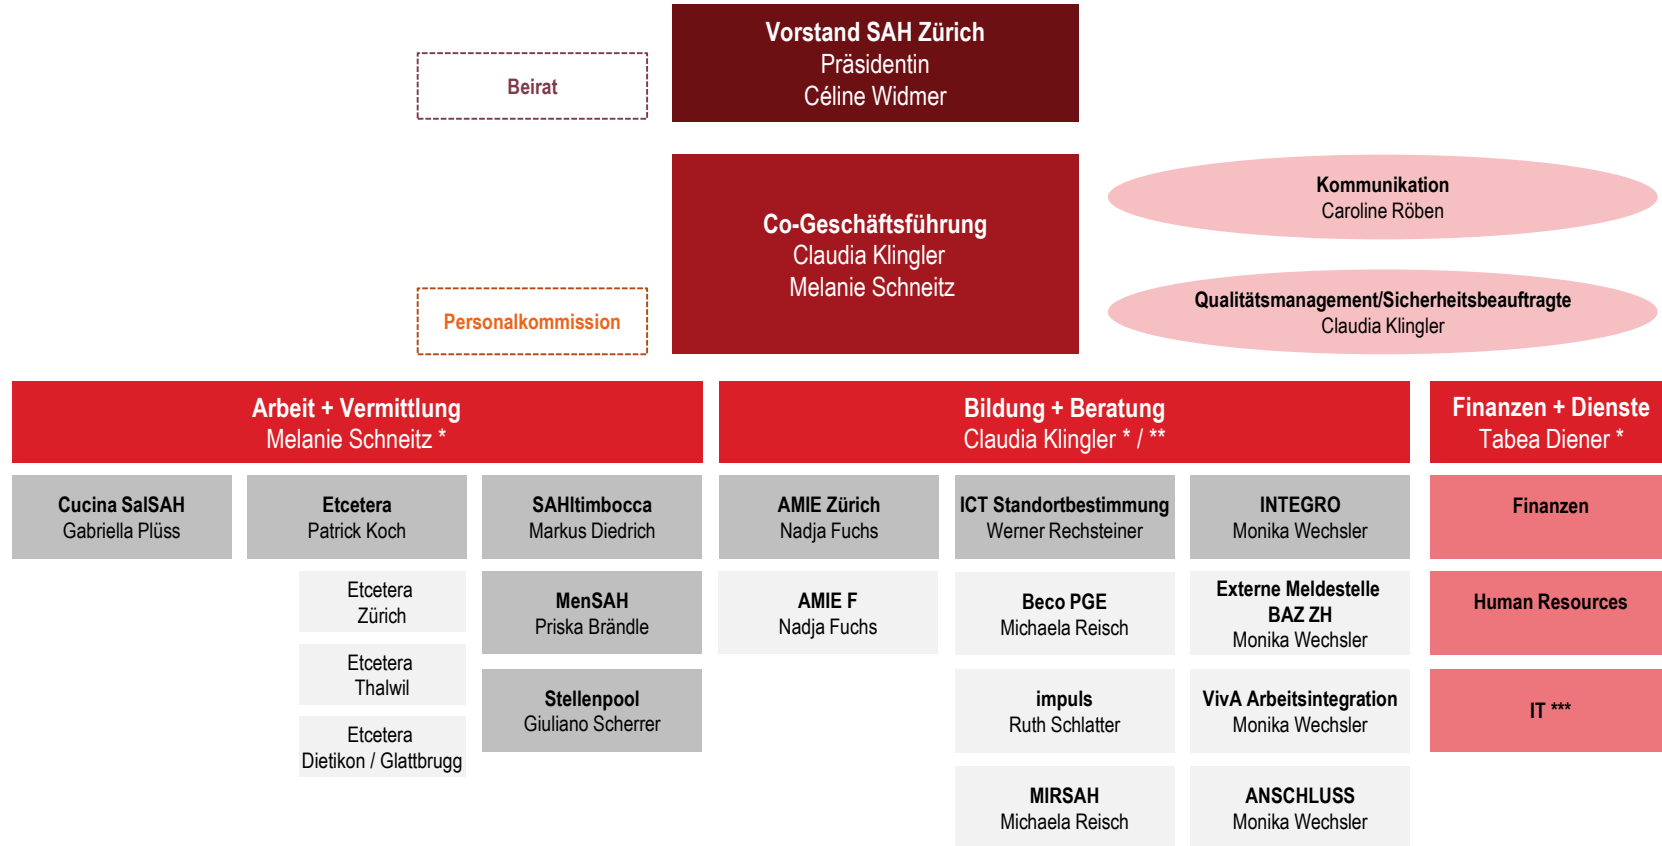 Vorstand SAH Zürich
Präsidentin
Céline Widmer
Beirat
Co-Geschäftsführung
Claudia Klingler
Melanie Schneitz
Kommunikation
Caroline Röben
Qualitätsmanagement/Sicherheitsbeauftragte
Claudia Klingler
Personalkommission
Arbeit + Vermittlung
Melanie Schneitz *
Bildung + Beratung
Claudia Klingler * / **
Finanzen + Dienste
Tabea Diener *
Cucina SalSAH
Gabriella Plüss
Etcetera
Patrick Koch
SAHltimbocca
Markus Diedrich
AMIE Zürich
Nadja Fuchs
ICT Standortbestimmung
Werner Rechsteiner
INTEGRO
Monika Wechsler
Finanzen
Etcetera
Zürich
MenSAH
Priska Brändle
AMIE F
Nadja Fuchs
Beco PGE
Michaela Reisch
Externe Meldestelle
BAZ ZH
Monika Wechsler
Human Resources
Etcetera
Thalwil
Stellenpool
Giuliano Scherrer
impuls
Ruth Schlatter
VivA Arbeitsintegration
Monika Wechsler
IT ***
Etcetera
Dietikon / Glattbrugg
MIRSAH
Michaela Reisch
ANSCHLUSS
Monika Wechsler